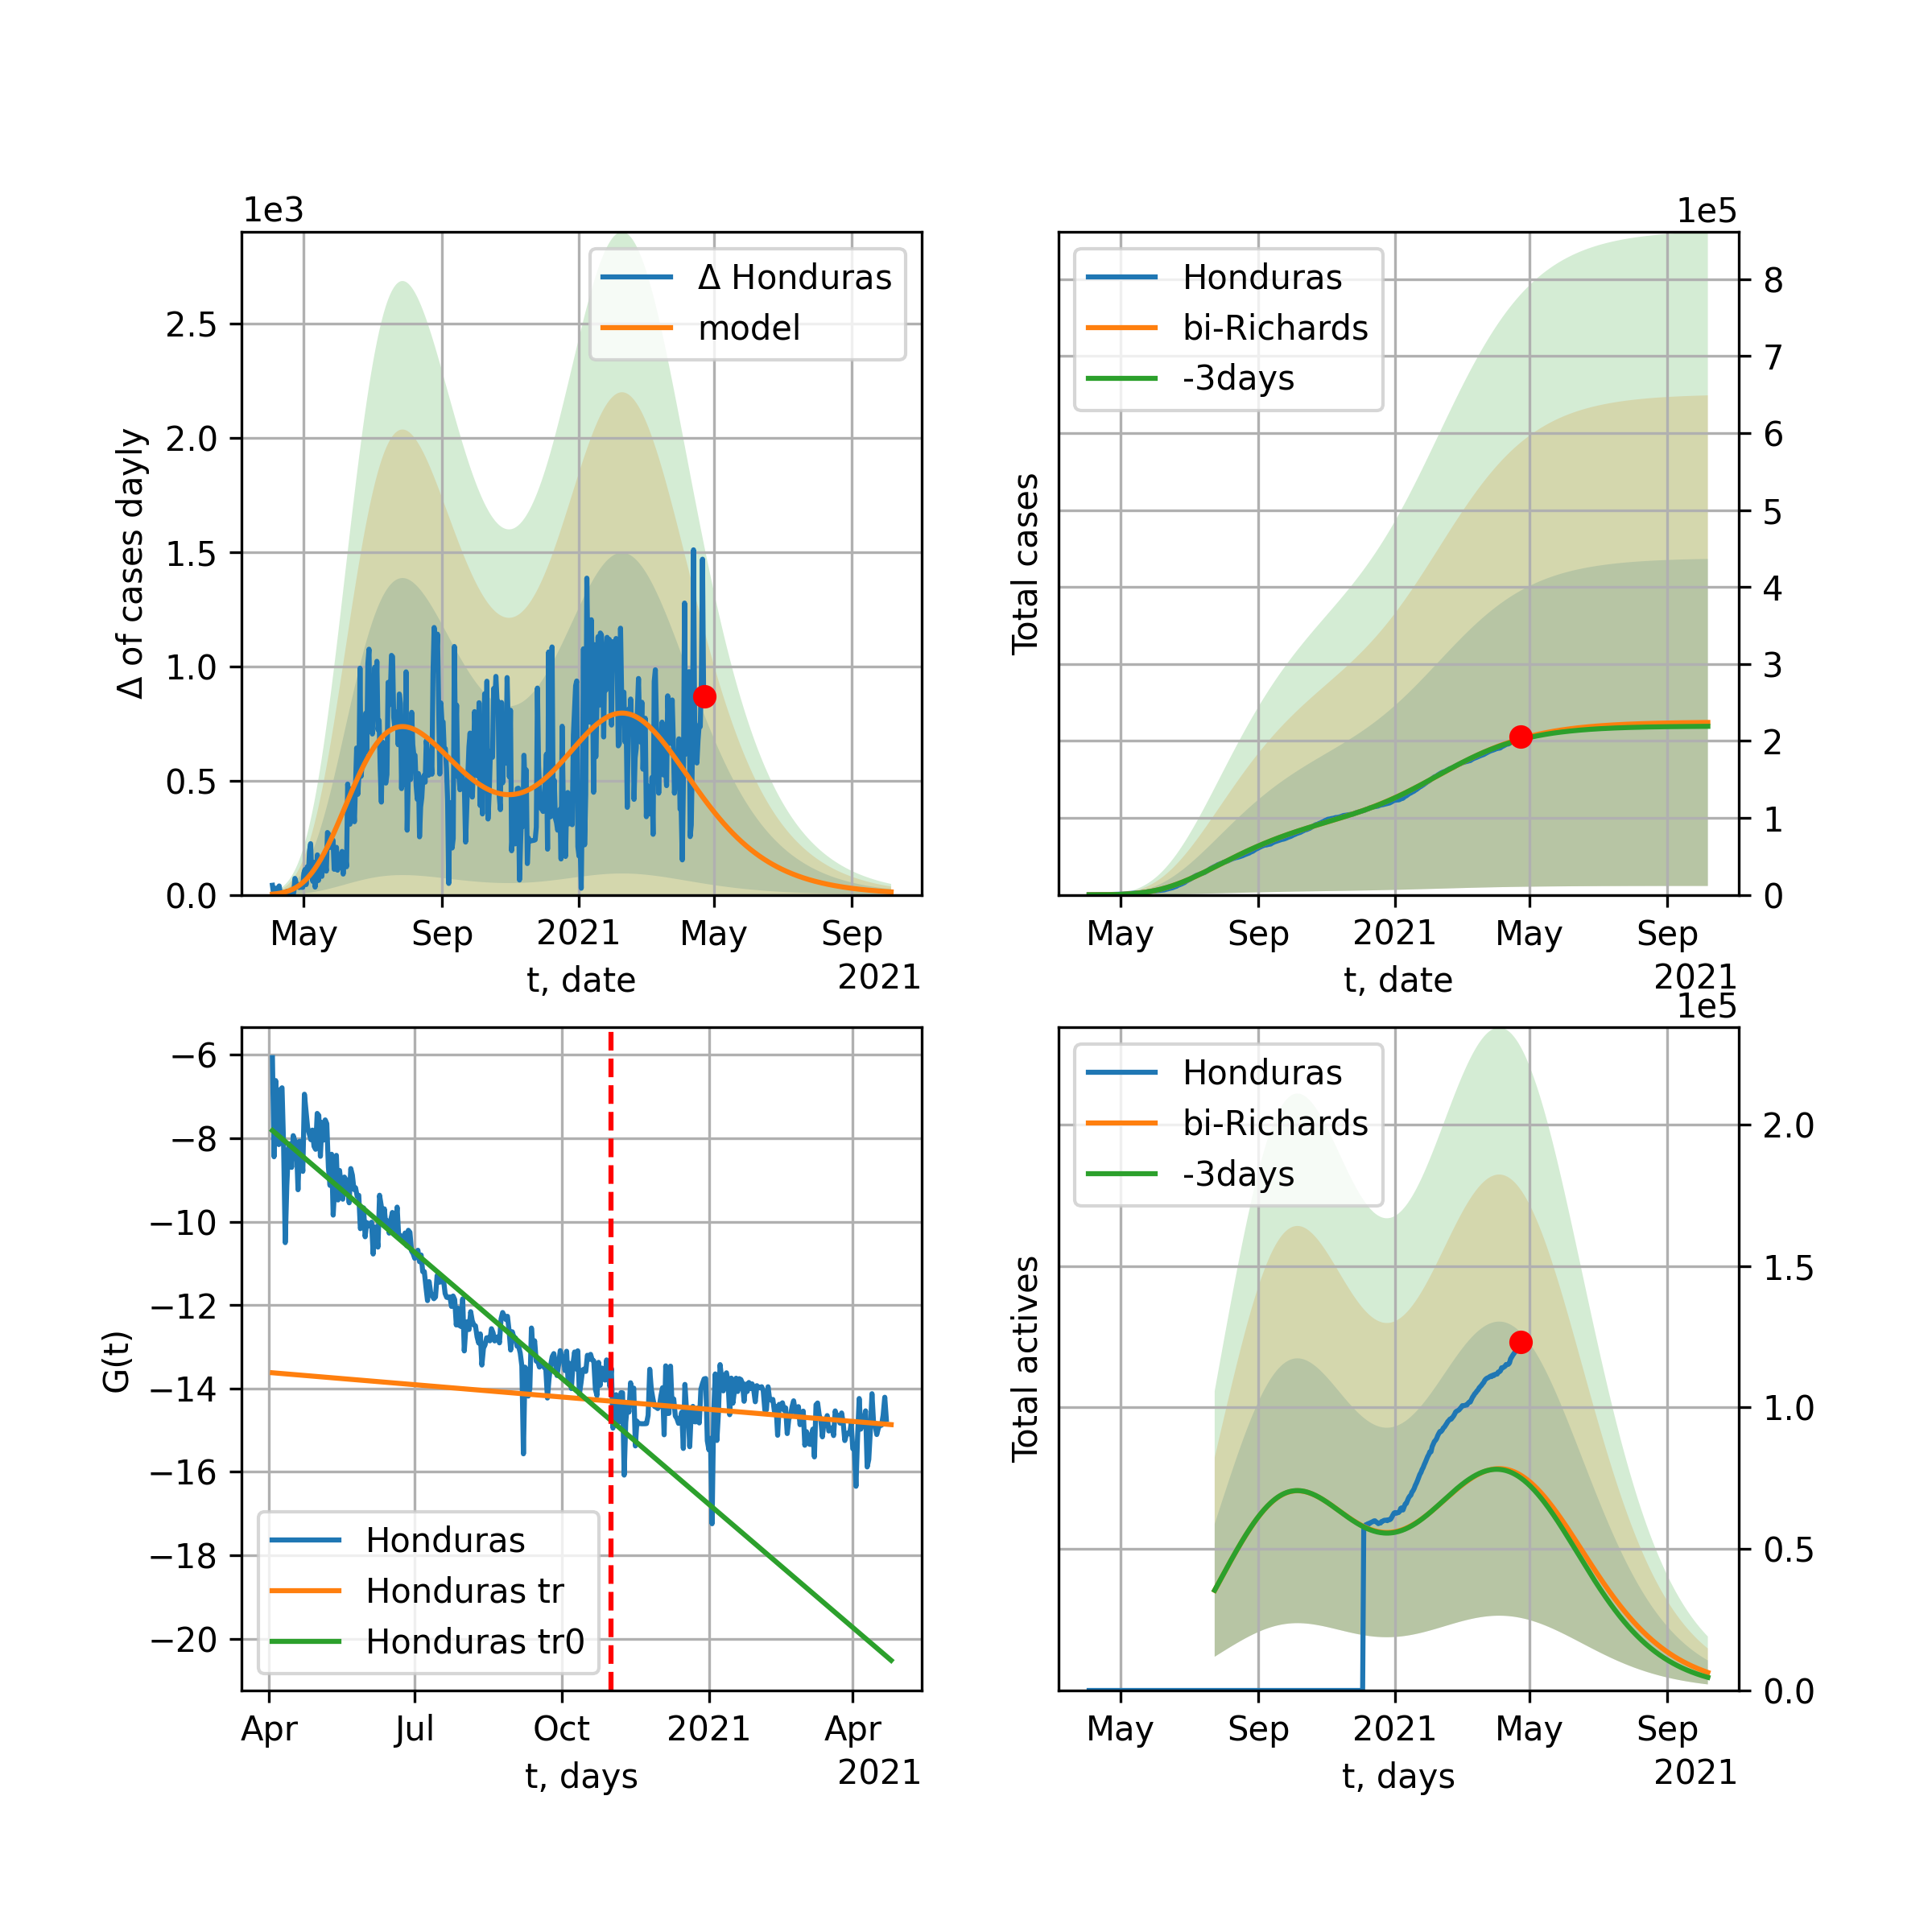 1e3
Δ of cases dayly
2.5
2.0
1.5
1.0
0.5
0.0
Δ Honduras
model
May Sep 2021 May Sep
t, date
2021
1e5
Total cases
Honduras
bi-Richards
-3days
8
7
6
5
4
3
2
1
0
May Sep 2021 May Sep
t, date
2021
G(t)
−6
−8
−10
−12
−14
−16
−18
−20
Honduras
Honduras tr
Honduras tr0
Apr Jul Oct 2021 Apr
t, days
2021
1e5
Total actives
Honduras
bi-Richards
-3days
2.0
1.5
1.0
0.5
0.0
May Sep 2021 May Sep
t, days
2021